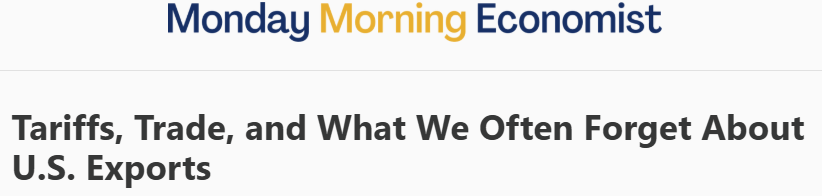 Monday Morning Economist
Tariffs, Trade, and What We Often Forget About
U.S. Exports